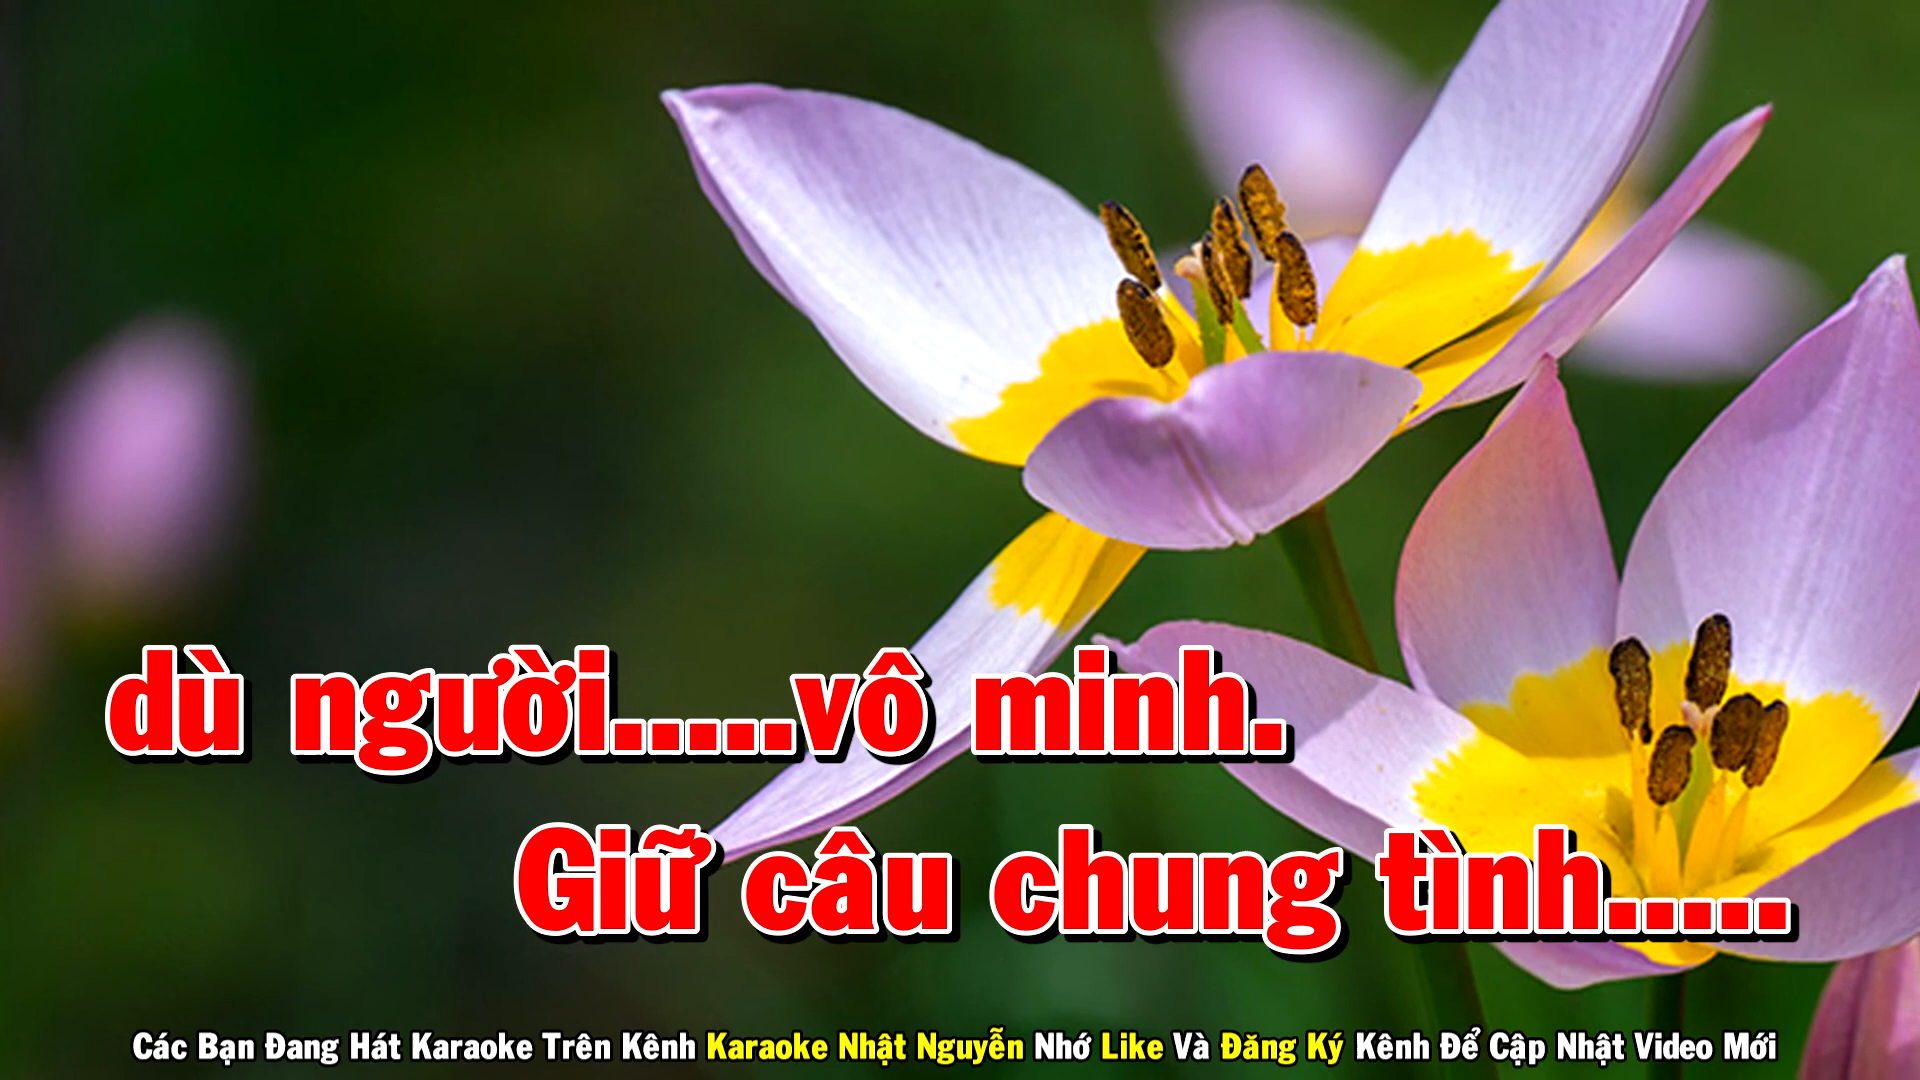 dù người.....vô minh.
Giữ câu chung tình.....
Các Bạn Đang Hát Karaoke Trên Kênh Karaoke Nhật Nguyễn Nhớ Like Và Đăng Ký Kênh Để Cập Nhật Video Mới